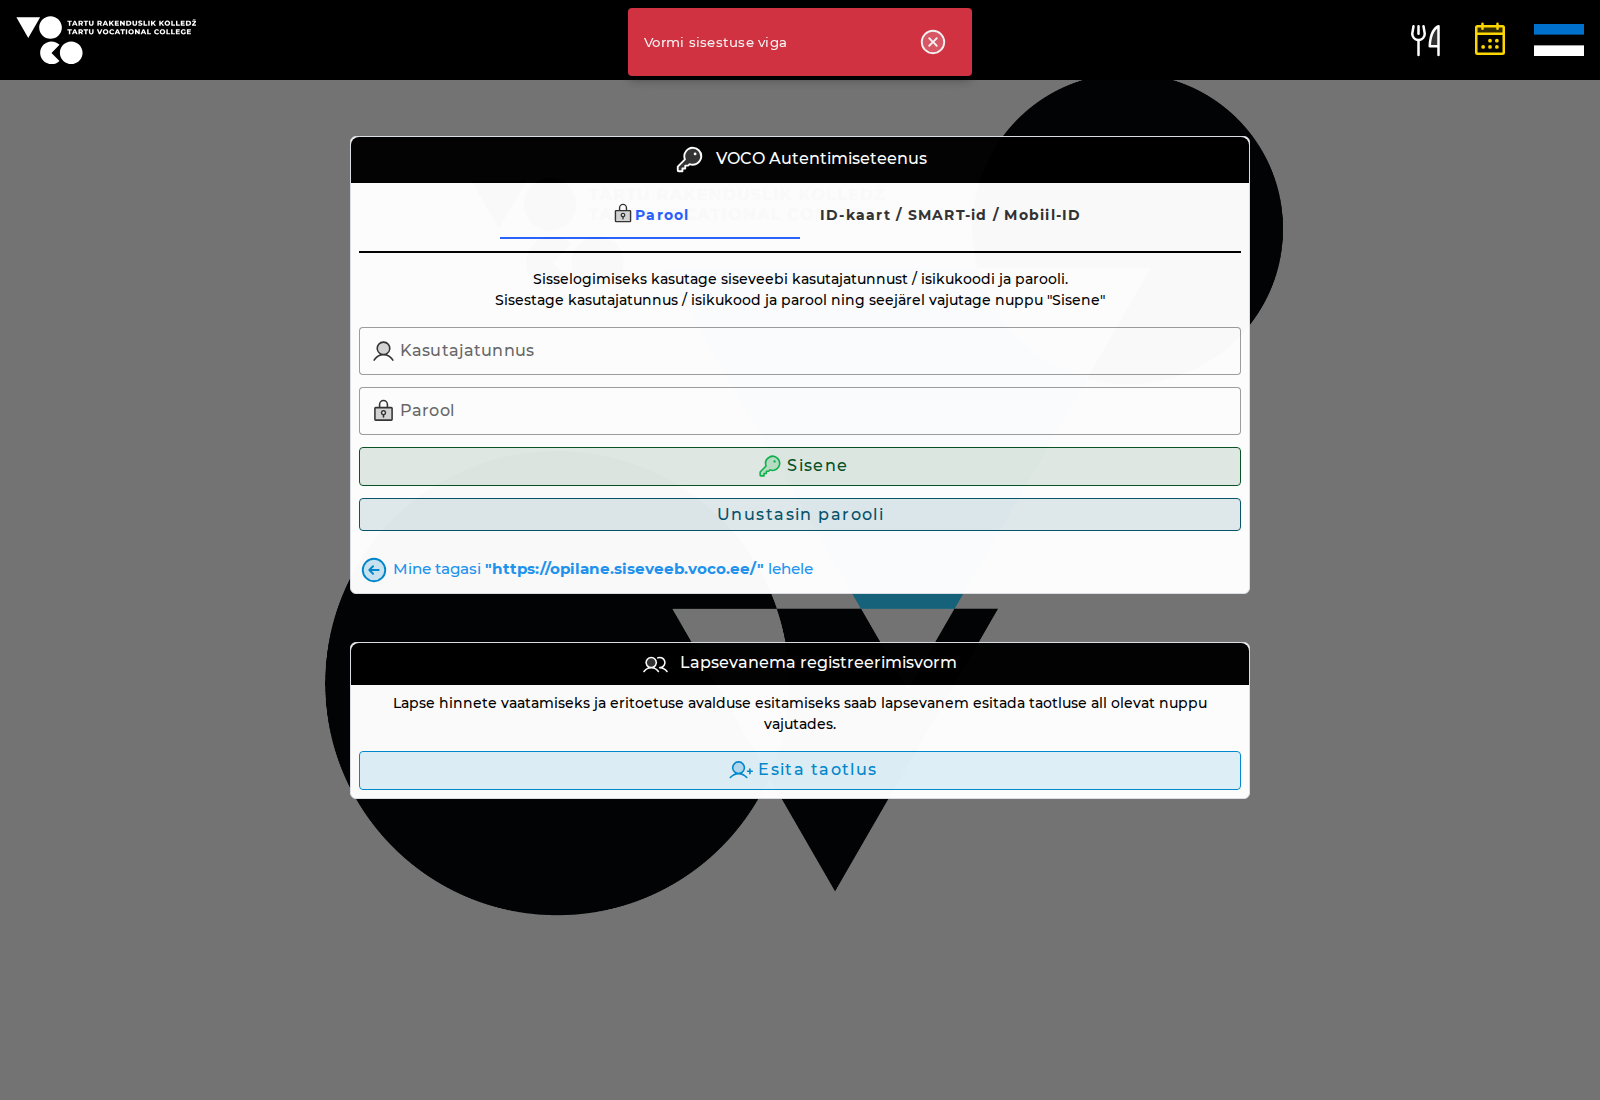 TARTU RAKENDUSLIK KOLLEDŽ
TARTU VOCATIONAL COLLEGE
Vormi sisestuse viga
VOCO Autentimiseteenus
Parool
ID-kaart / SMART-id / Mobiil-ID
Sisselogimiseks kasutage siseveebi kasutajatunnust / isikukoodi ja parooli.
Sisestage kasutajatunnus / isikukood ja parool ning seejärel vajutage nuppu "Sisene"
Kasutajatunnus
Parool
Sisene
Unustasin parooli
Mine tagasi "https://opilane.siseveeb.voco.ee/" lehele
Lapsevanema registreerimisvorm
Lapse hinnete vaatamiseks ja eritoetuse avalduse esitamiseks saab lapsevanem esitada taotluse all olevat nuppu
vajutades.
Esita taotlus